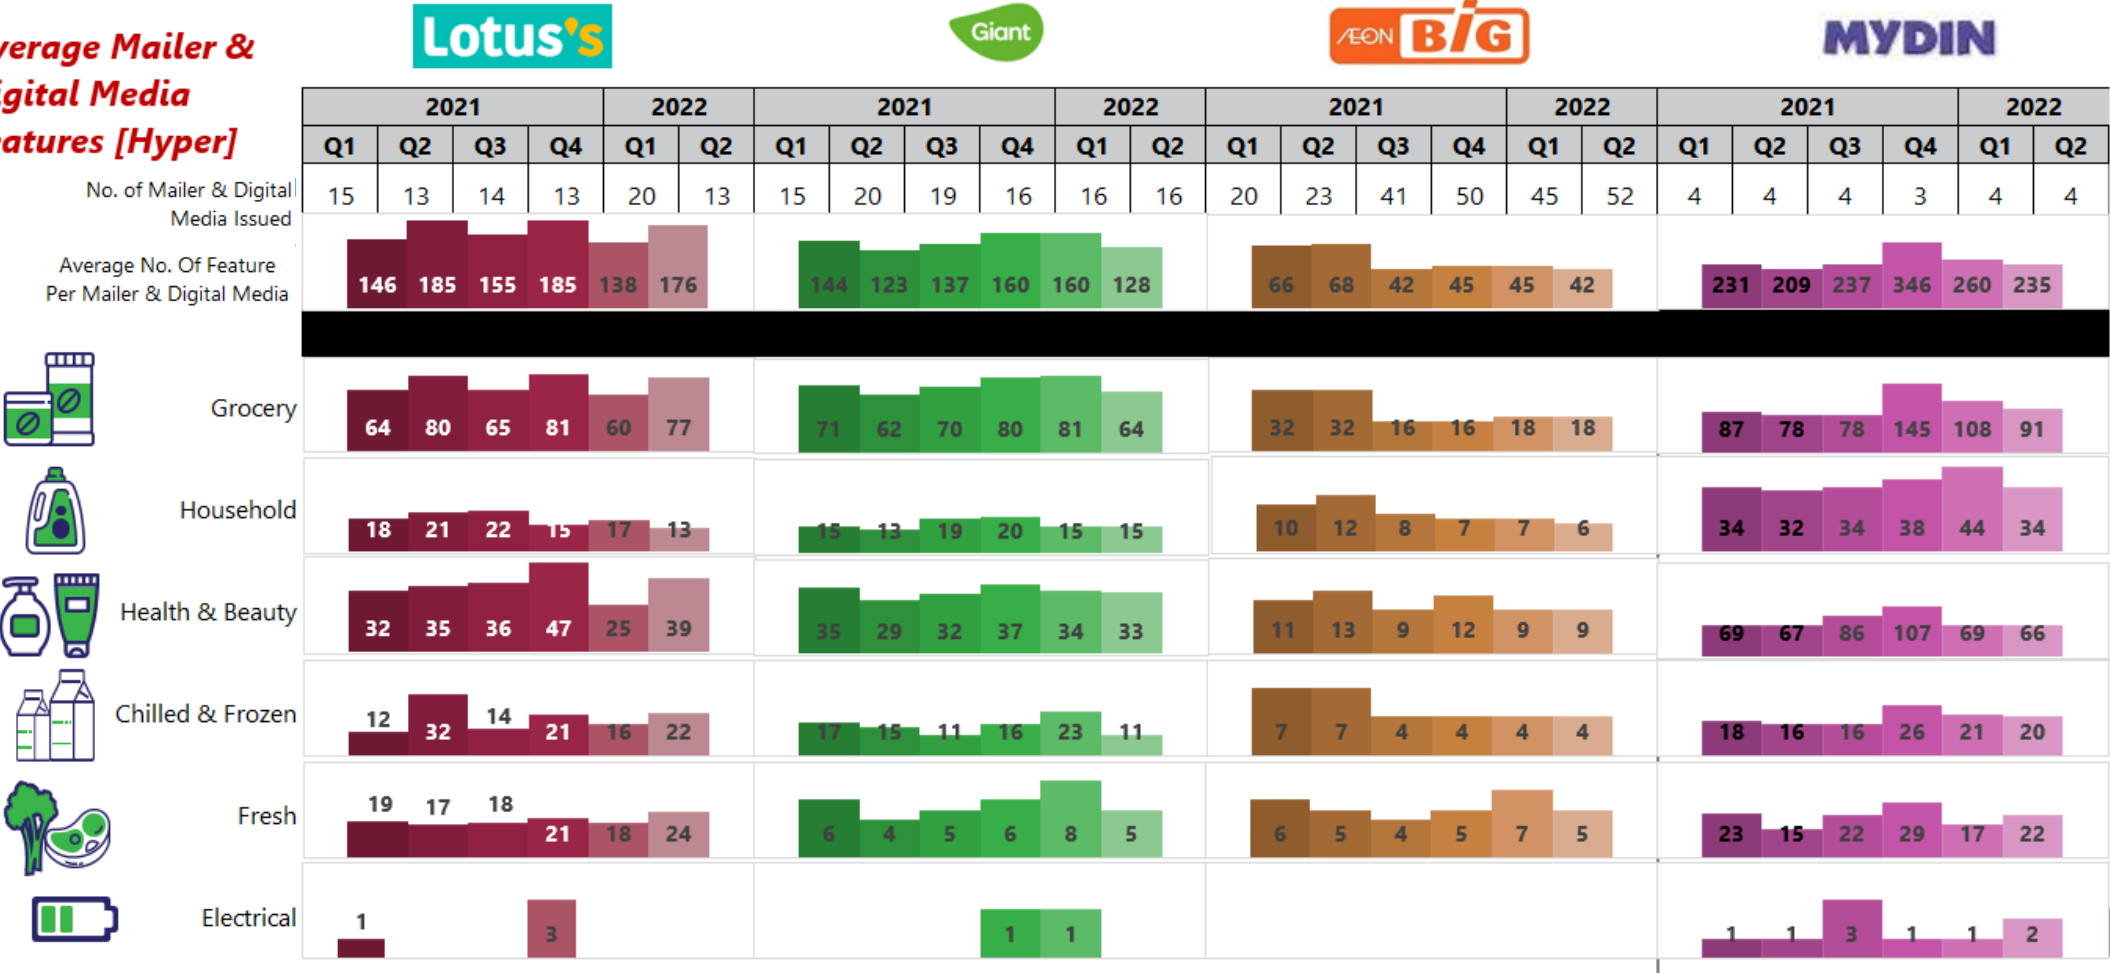 Lotus's Giant ÆON BiG MYDIN
verage Mailer &
igital Media
atures [Hyper]
2021 2022 2021 2022 2021 2022 2021 2022
Q1 Q2 Q3 Q4 Q1 Q2 Q1 Q2 Q3 Q4 Q1 Q2 Q1 Q2 Q3 Q4 Q1 Q2 Q1 Q2 Q3 Q4 Q1 Q2
No. of Mailer & Digital
Media Issued
15 13 14 13 20 13 15 20 19 16 16 16 20 23 41 50 45 52 4 4 4 3 4 4
Average No. Of Feature
Per Mailer & Digital Media
146 185 155 185 138 176 144 123 137 160 160 128 66 68 42 45 45 42 231 209 237 346 260 235
Grocery
64 80 65 81 60 77 71 62 70 80 81 64 32 32 16 16 18 18 87 78 78 145 108 91
Household
18 21 22 15 17 13 15 13 19 20 15 15 10 12 8 7 7 6 34 32 34 38 44 34
Health & Beauty
32 35 36 47 25 39 35 29 32 37 34 33 11 13 9 12 9 9 69 67 86 107 69 66
Chilled & Frozen
12 32 14 21 16 22 17 15 11 16 23 11 7 7 4 4 4 4 18 16 16 26 21 20
Fresh
19 17 18 21 18 24 6 4 5 6 8 5 6 5 4 5 7 5 23 15 22 29 17 22
Electrical
1 3 1 1 1 1 3 1 1 2